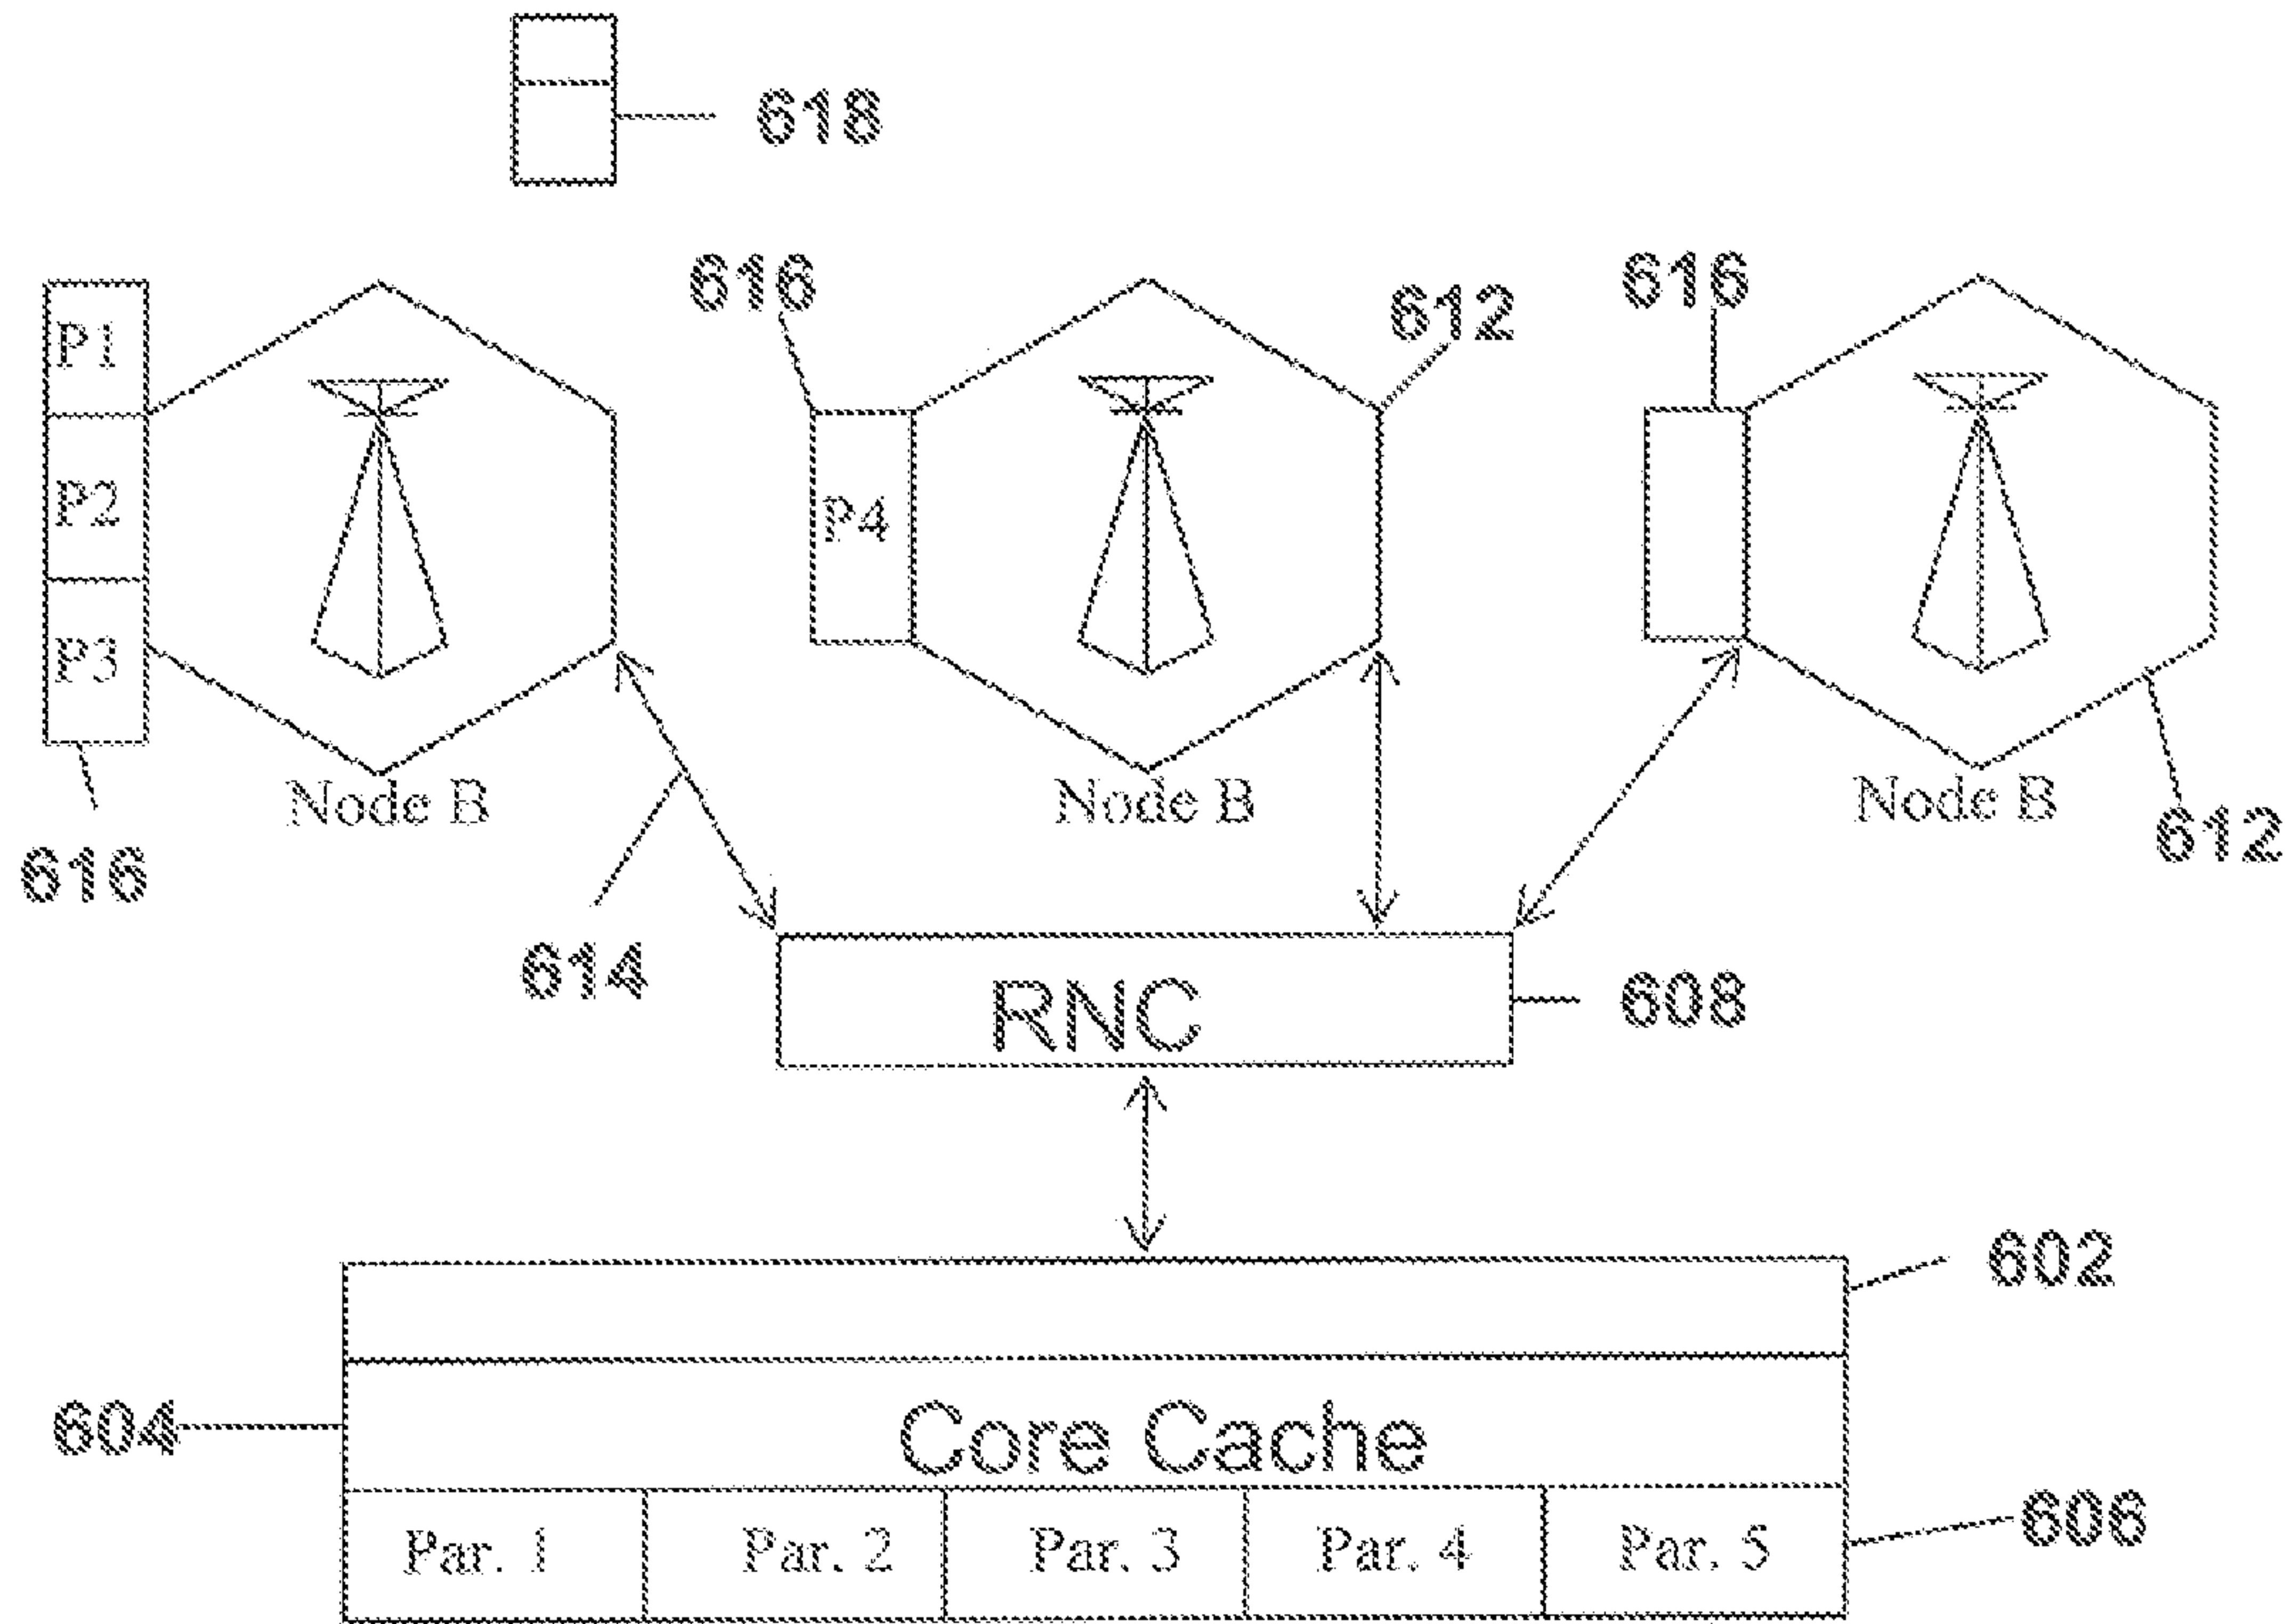 618
616
612
616
P1
P2
P4
P3
Node B
Node B
Node B
616
612
614
RNC
608
602
604
Core Cache
Par. 1
Par. 2
Par. 3
Par. 4
Par. 5
606